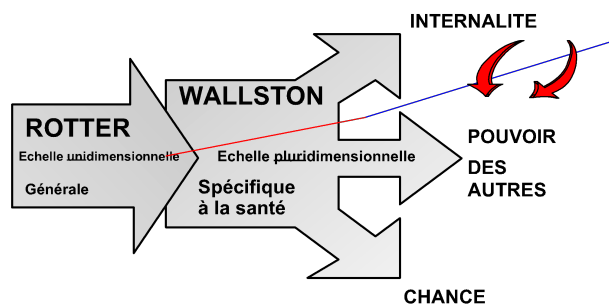 INTERNALITE
WALLSTON
ROTTER
Echelle unidimensionnelle
Echelle pluridimensionnelle
Générale
Spécifique
à la santé
POUVOIR
DES
AUTRES
CHANCE